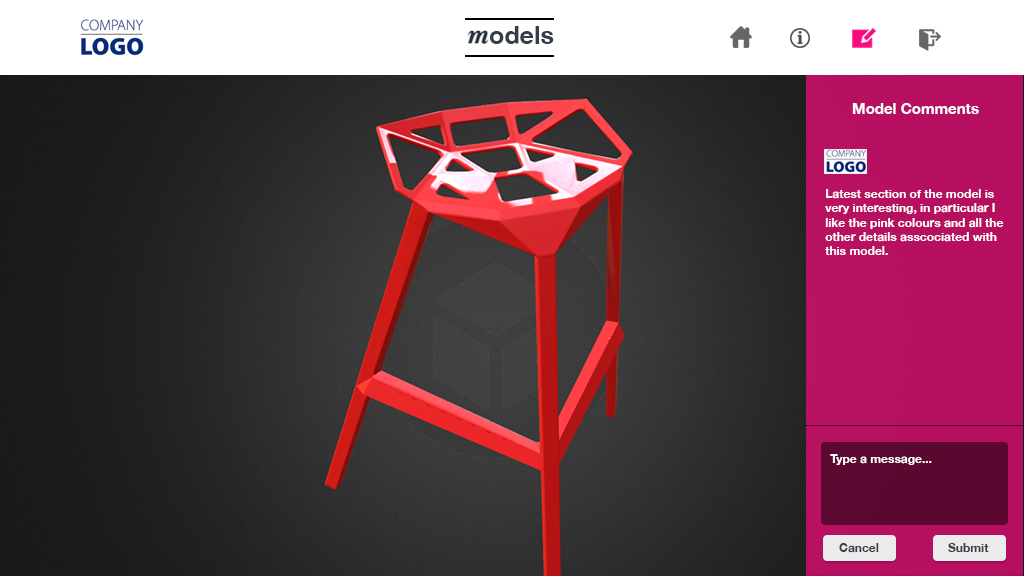 COMPANY
LOGO
models
Model Comments
COMPANY
LOGO
Latest section of the model is
very interesting, in particular I
like the pink colours and all the
other details asscociated with
this model.
Type a message...
Cancel
Submit